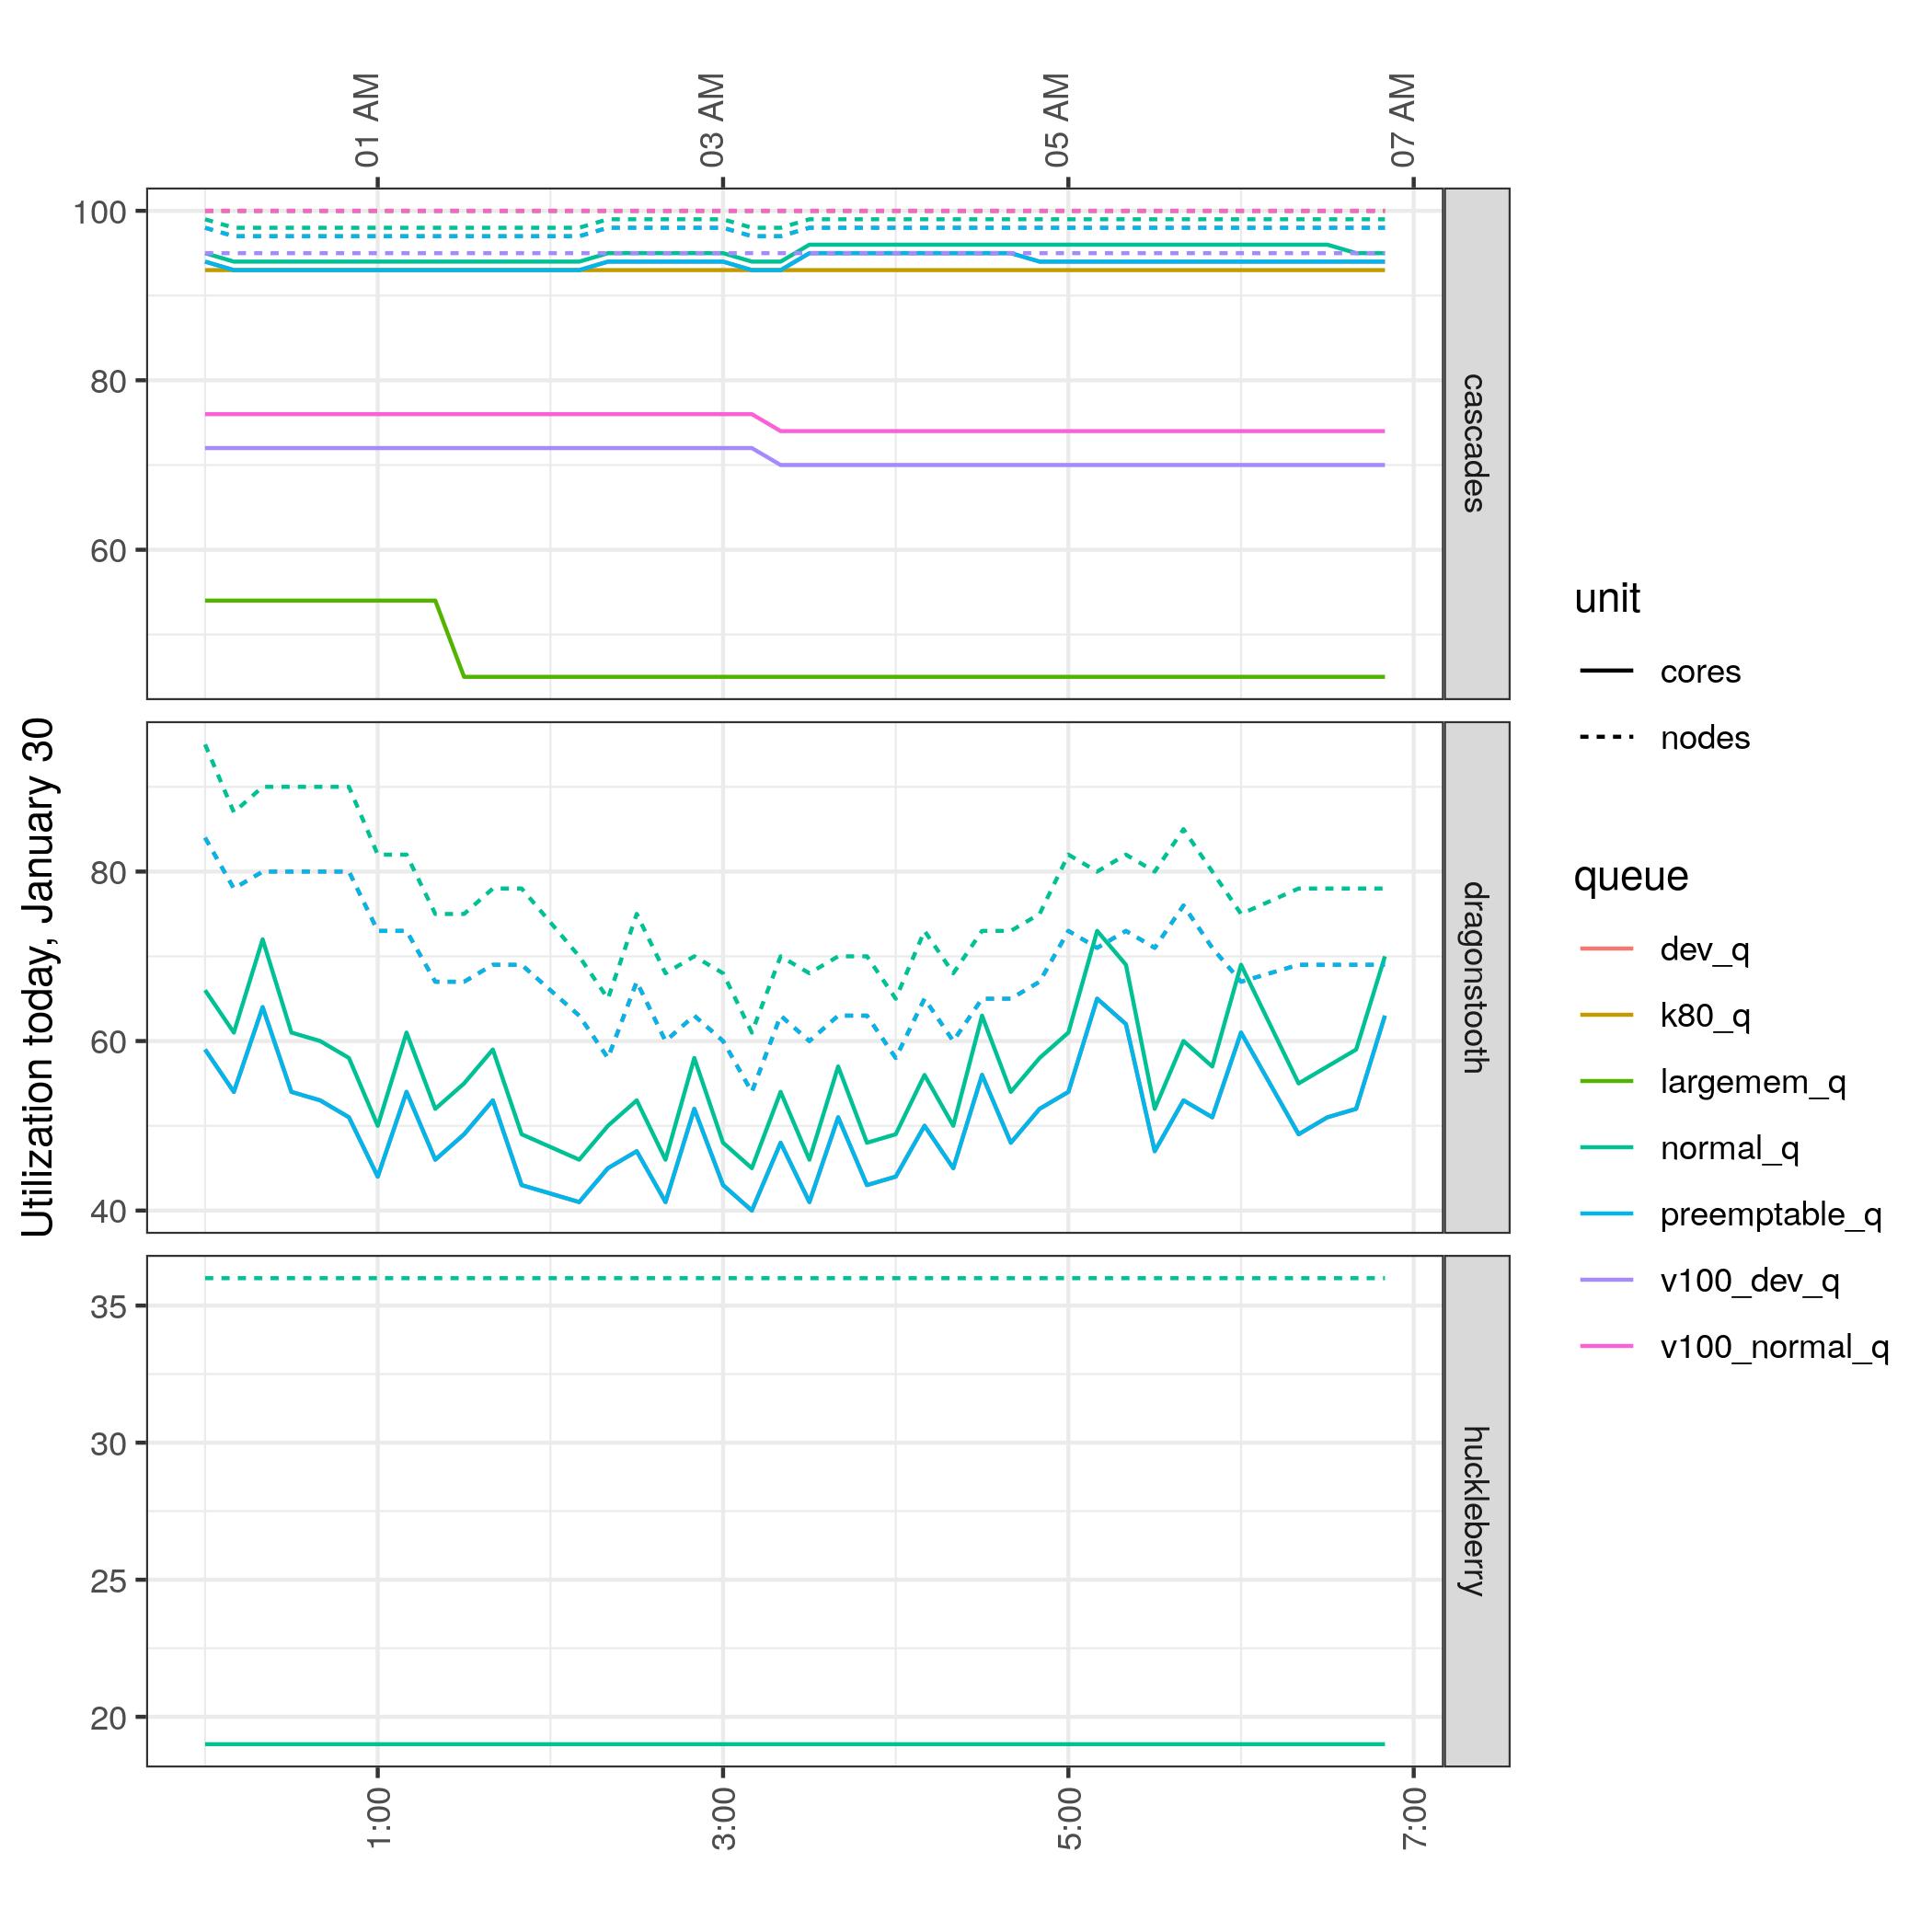 01 AM
03 AM
05 AM
07 AM
100
80
60
cascades
80
60
40
dragonstooth
35
30
25
20
huckleberry
1:00
3:00
5:00
7:00
Utilization today, January 30
unit
cores
nodes
queue
dev_q
k80_q
largemem_q
normal_q
preemptable_q
v100_dev_q
v100_normal_q